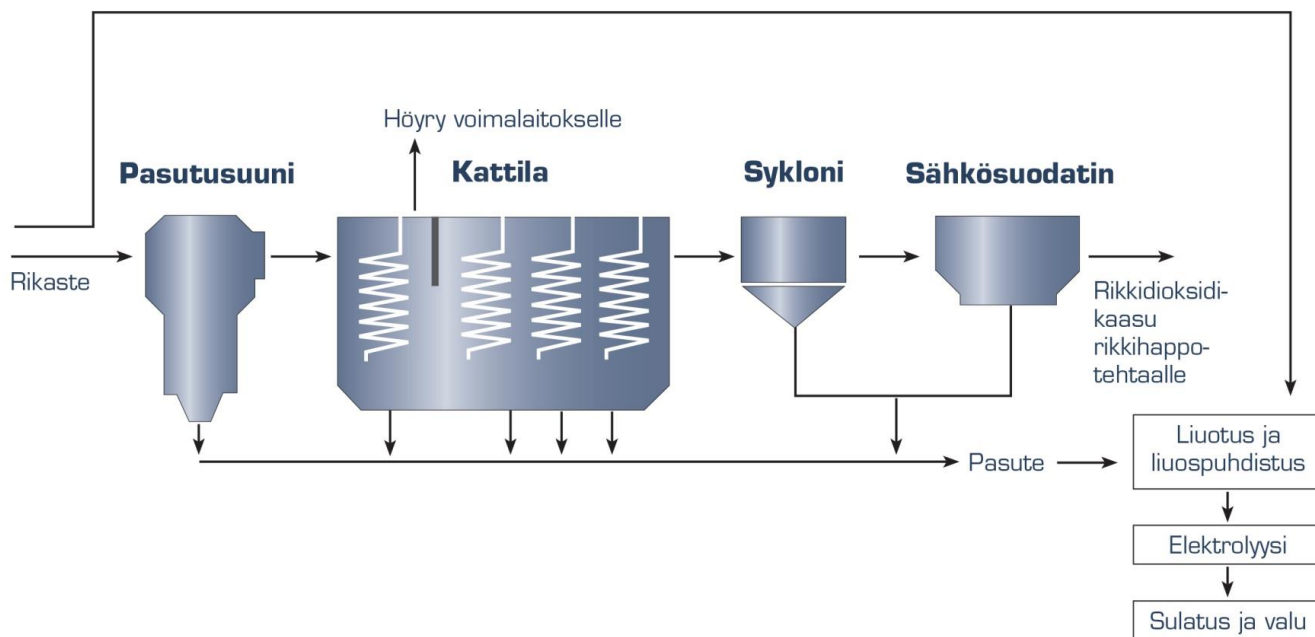 Höyry voimalaitokselle
Pasutusuuni
Kattila
Sykloni
Sähkösuodatin
Rikaste
Rikkidioksidi-
kaasu
rikkihappo-
tehtaalle
Pasute
Liuotus ja
liuospuhdistus
Elektrolyysi
Sulatus ja valu